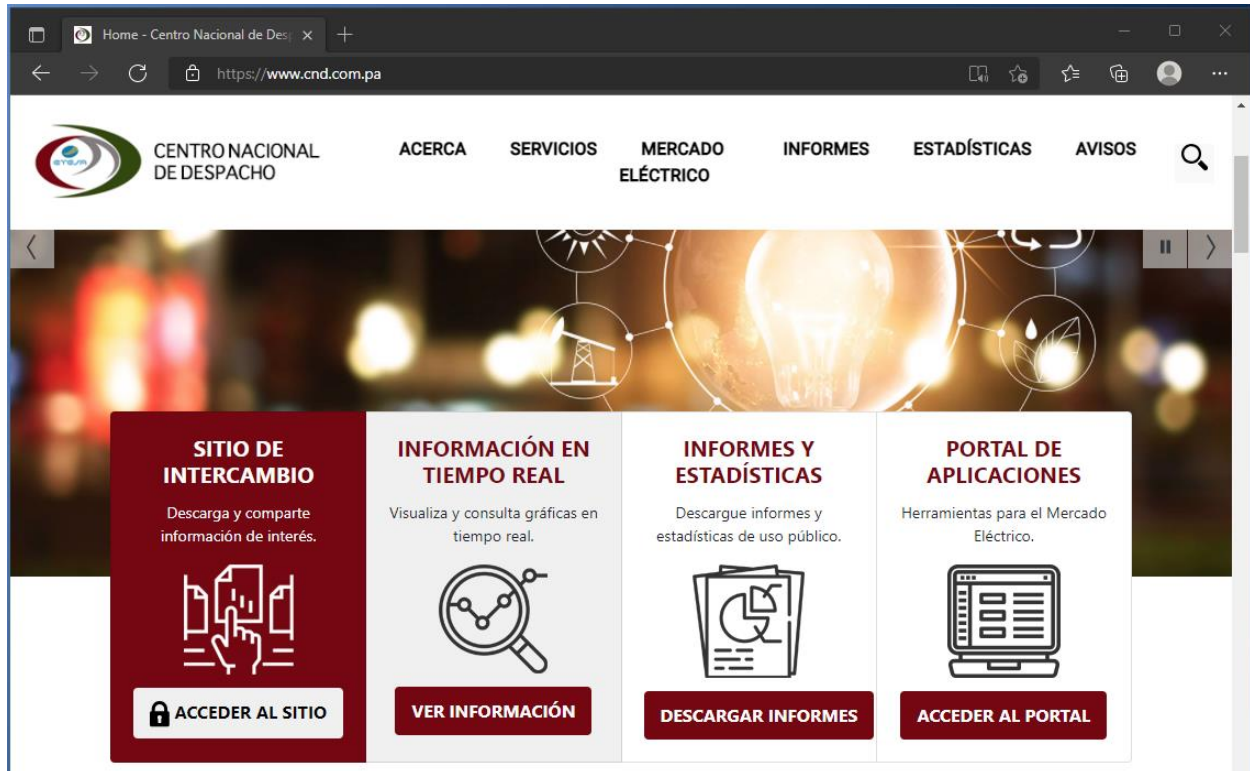 Home - Centro Nacional de Des
https://www.cnd.com.pa
ETESA
CENTRO NACIONAL
DE DESPACHO
ACERCA SERVICIOS MERCADO ELÉCTRICO INFORMES ESTADÍSTICAS AVISOS
SITIO DE
INTERCAMBIO
Descarga y comparte
información de interés.
ACCEDER AL SITIO
INFORMACIÓN EN
TIEMPO REAL
Visualiza y consulta gráficas en
tiempo real.
VER INFORMACIÓN
INFORMES Y
ESTADÍSTICAS
Descargue informes y
estadísticas de uso público.
DESCARGAR INFORMES
PORTAL DE
APLICACIONES
Herramientas para el Mercado
Eléctrico.
ACCEDER AL PORTAL